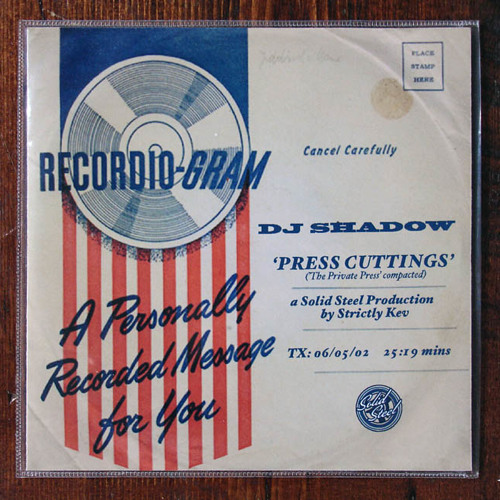 PLACE
STAMP
HERE
RECORDIO-GRAM
Cancel Carefully
DJ SHADOW
'PRESS CUTTINGS'
('The Private Press' compacted)
a Solid Steel Production
by Strictly Kev
TX: 06/05/02 25:19 mins
A Personally
Recorded Message
for You
Solid
Steel